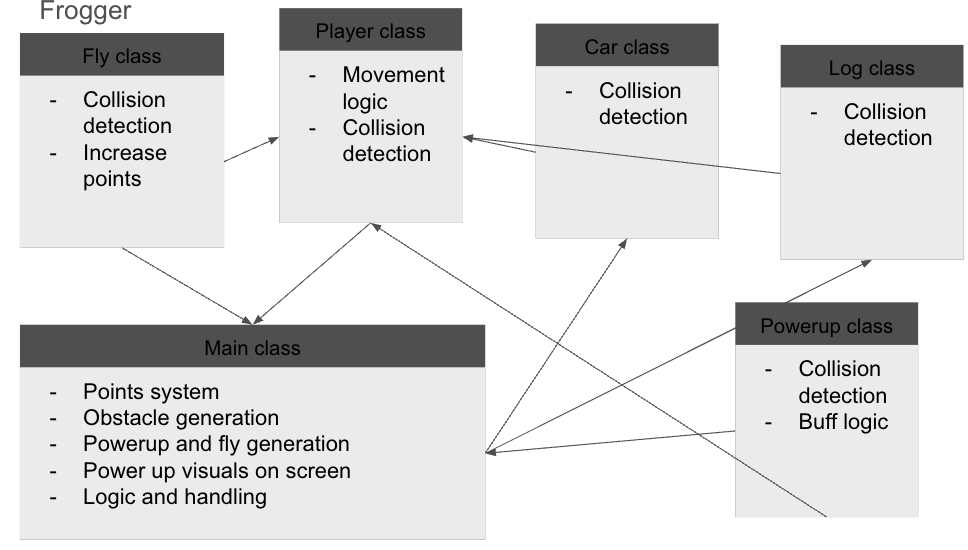 Frogger
Fly class
- Collision
detection
- Increase
points
Player class
- Movement
logic
- Collision
detection
Car class
- Collision
detection
Log class
- Collision
detection
Main class
- Points system
- Obstacle generation
- Powerup and fly generation
- Power up visuals on screen
- Logic and handling
Powerup class
- Collision
detection
- Buff logic